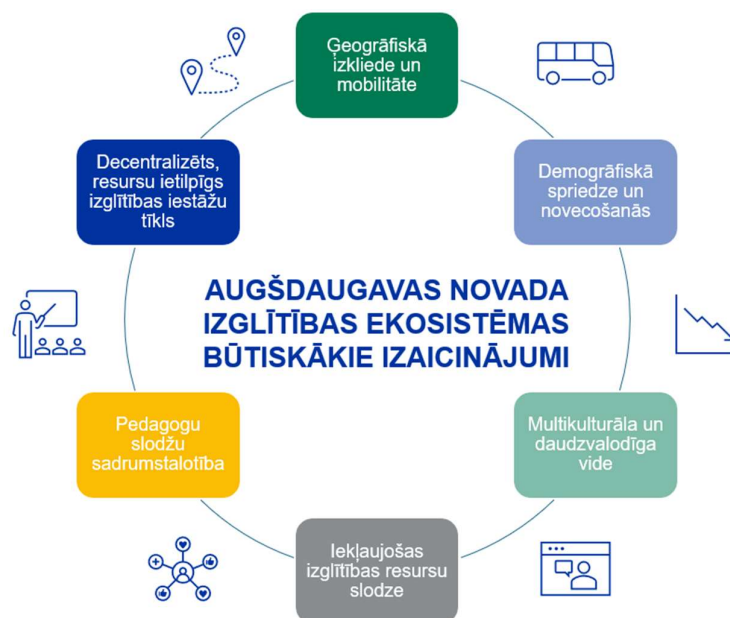 Ģeogrāfiskā
izkliede un
mobilitāte
Decentralizēts,
resursu ietilpīgs
izglītības iestāžu
tīkls
Demogrāfiskā
spriedze un
novecošanās
AUGŠDAUGAVAS NOVADA
IZGLĪTĪBAS EKOSISTĒMAS
BŪTISKĀKIE IZAICINĀJUMI
Pedagogu
slodžu
sadrumstalotība
Multikulturāla un
daudzvalodīga
vide
Iekļaujošas
izglītības resursu
slodze